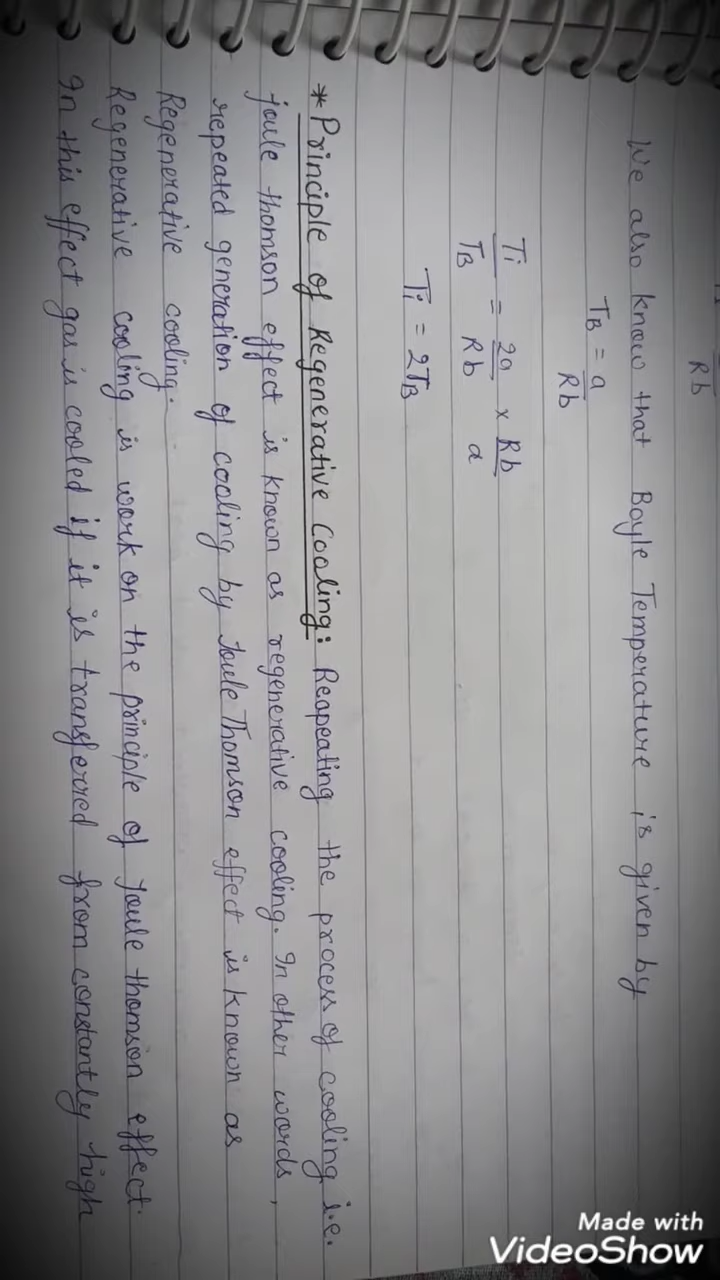 Rb
We also know that Boyle Temperature is given by
TB = a
Rb
Ti = 2a × Rb
TB Rb a
Ti = 2TB
* Principle of Regenerative Cooling: Reapeating the process of cooling i.e.
joule thomson effect is known as regenerative cooling. In other words,
repeated generation of cooling by Joule Thomson effect is known as
Regenerative cooling.
Regenerative cooling is work on the principle of joule thomson effect.
In this effect gas is cooled if it is transferred from constantly high
Made with
VideoShow